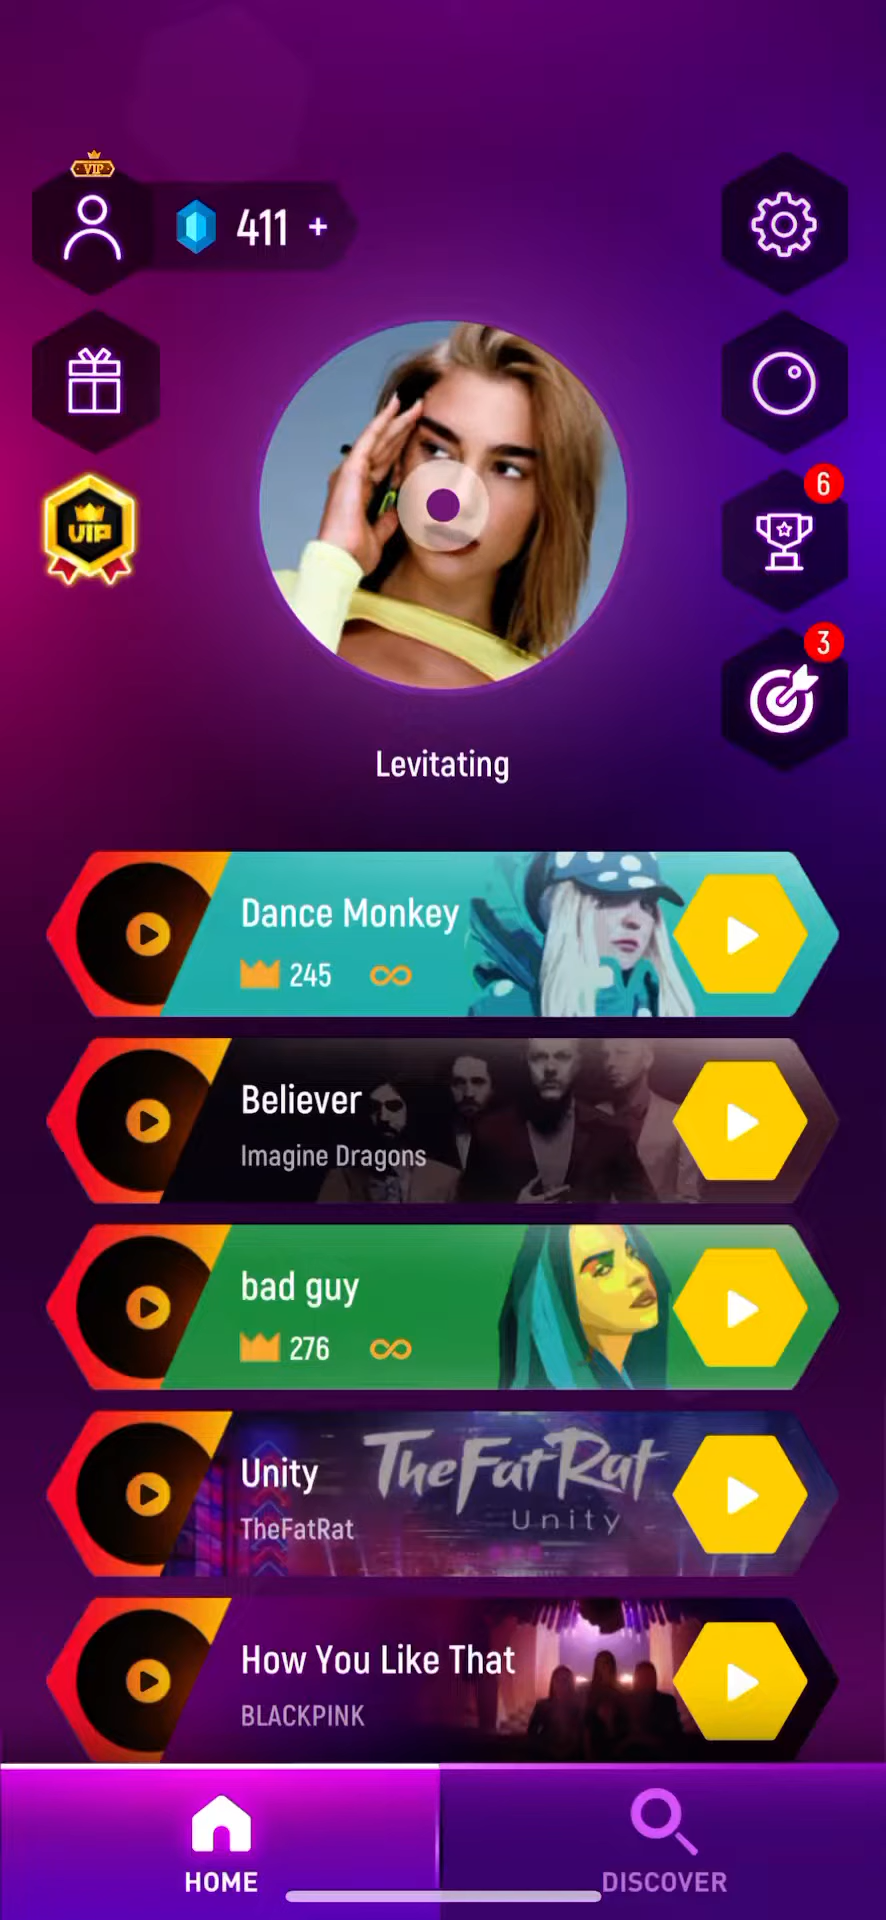 VIP
411 +
VIP
6
3
Levitating
Dance Monkey
245
Believer
Imagine Dragons
bad guy
276
Unity
TheFatRat
TheFatRat
Unity
How You Like That
BLACKPINK
HOME
DISCOVER